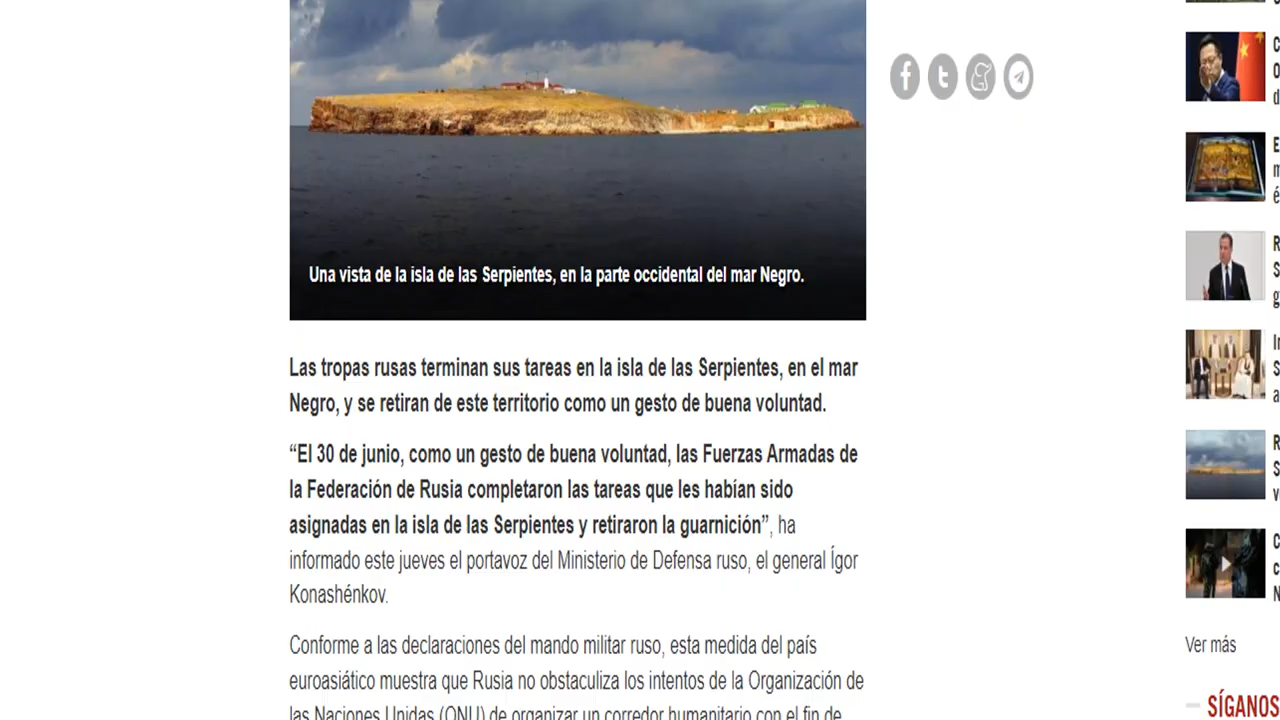 Una vista de la isla de las Serpientes, en la parte occidental del mar Negro.
Las tropas rusas terminan sus tareas en la isla de las Serpientes, en el mar
Negro, y se retiran de este territorio como un gesto de buena voluntad.
“El 30 de junio, como un gesto de buena voluntad, las Fuerzas Armadas de
la Federación de Rusia completaron las tareas que les habían sido
asignadas en la isla de las Serpientes y retiraron la guarnición”, ha
informado este jueves el portavoz del Ministerio de Defensa ruso, el general Ígor
Konashénkov.
Conforme a las declaraciones del mando militar ruso, esta medida del país
euroasiático muestra que Rusia no obstaculiza los intentos de la Organización de
las Naciones Unidas (ONU) de organizar un corredor humanitario con el fin de
Ver más
SÍGANOS